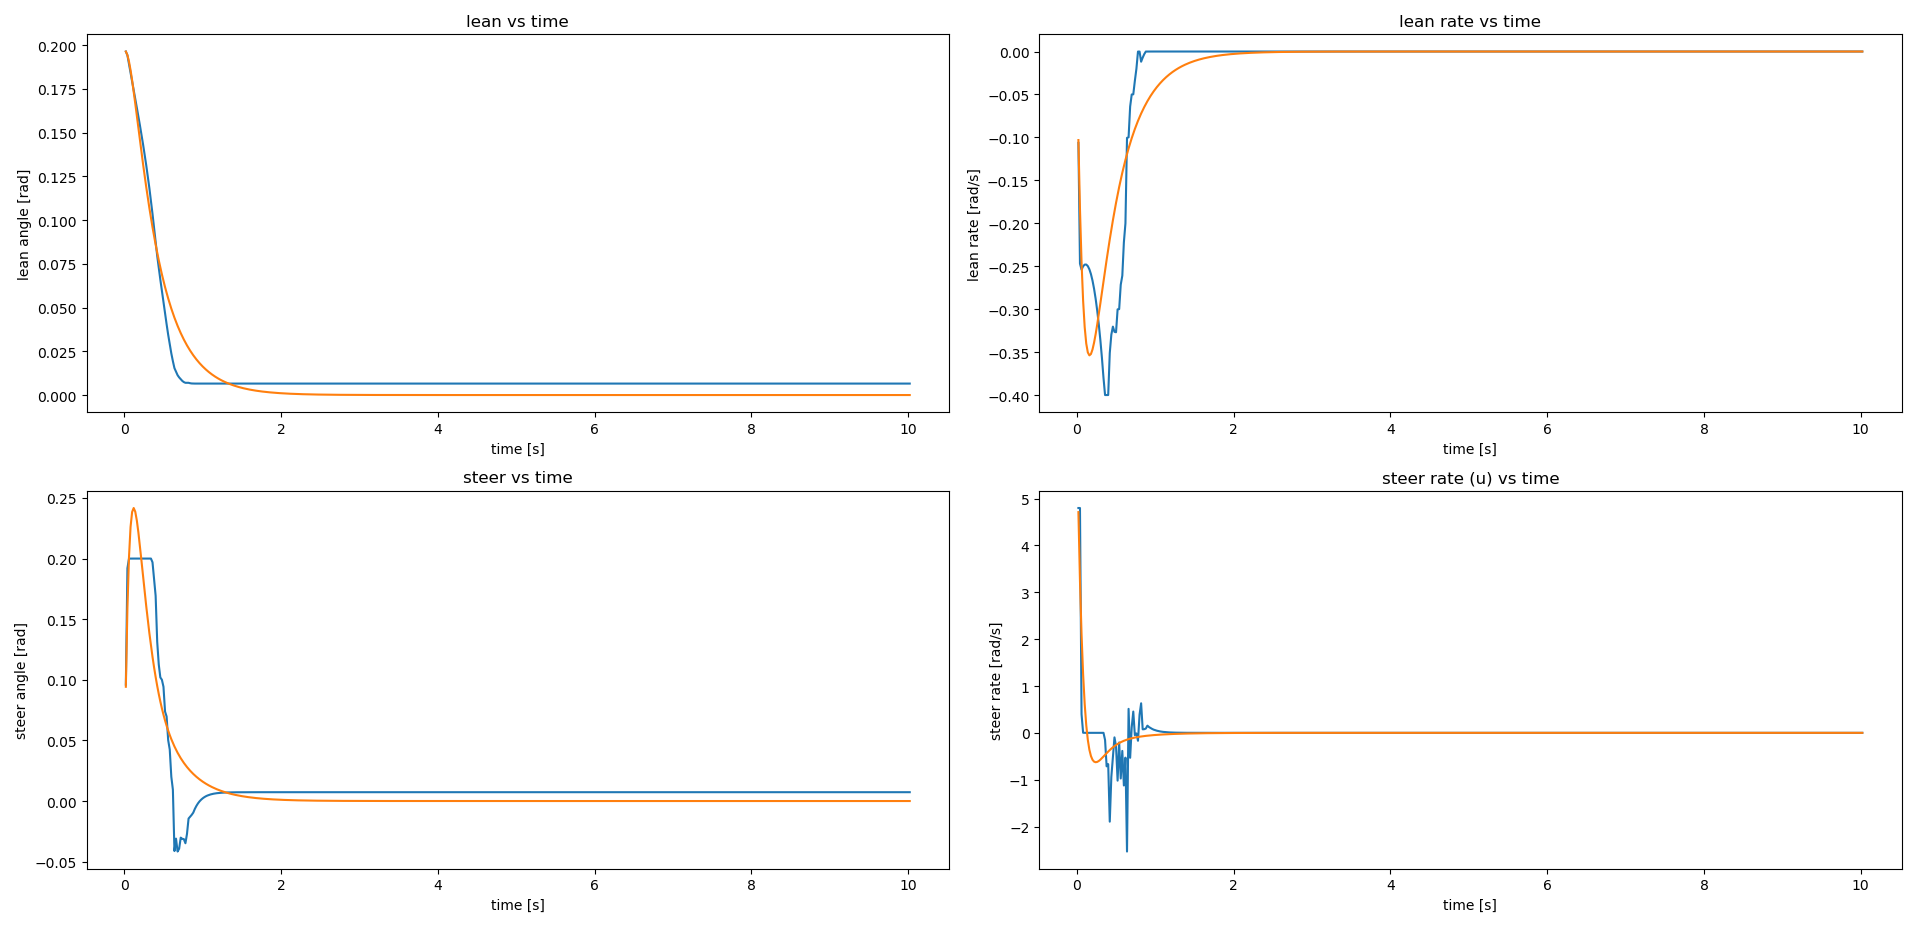 lean vs time
0.200
0.175
0.150
0.125
0.100
0.075
0.050
0.025
0.000
lean angle [rad]
0 2 4 6 8 10
time [s]
lean rate vs time
0.00
−0.05
−0.10
−0.15
−0.20
−0.25
−0.30
−0.35
−0.40
lean rate [rad/s]
0 2 4 6 8 10
time [s]
steer vs time
0.25
0.20
0.15
0.10
0.05
0.00
−0.05
steer angle [rad]
0 2 4 6 8 10
time [s]
steer rate (u) vs time
5
4
3
2
1
0
−1
−2
steer rate [rad/s]
0 2 4 6 8 10
time [s]